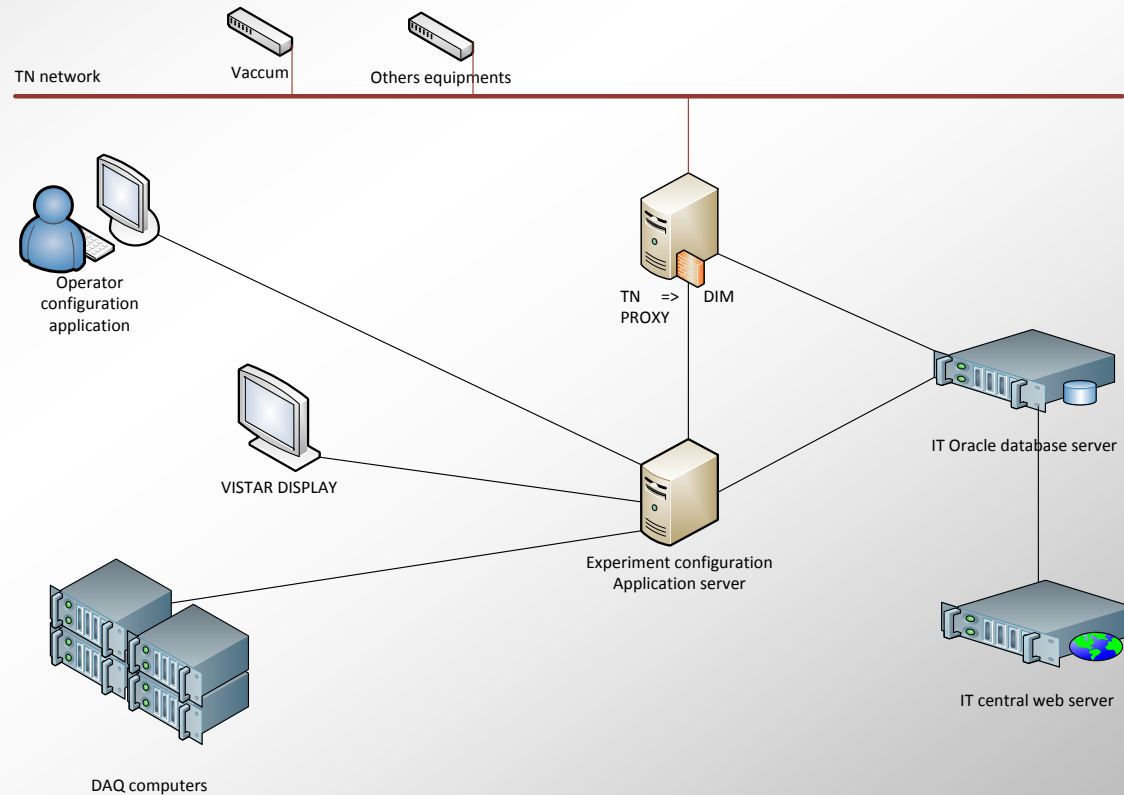 Vaccum
Others equipments
TN network
Operator
configuration
application
TN => DIM
PROXY
VISTAR DISPLAY
IT Oracle database server
Experiment configuration
Application server
IT central web server
DAQ computers